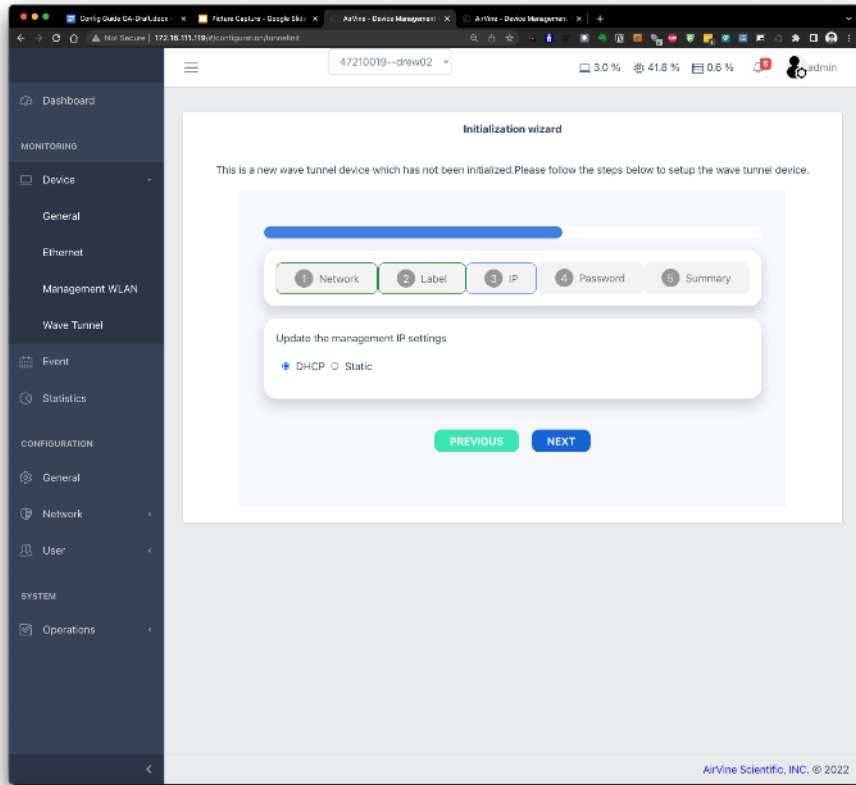 Config Guide GA-Draft.docx -
Picture Capture - Google Slide
AirVine - Device Management
AirVine - Device Management -
Not Secure | 172.16.111.119/#/configuration/tunnelinit
47210019--drew02
3.0 %
41.8 %
0.6 %
admin
Dashboard
MONITORING
Device
General
Ethernet
Management WLAN
Wave Tunnel
Event
Statistics
CONFIGURATION
General
Network
User
SYSTEM
Operations
Initialization wizard
This is a new wave tunnel device which has not been initialized.Please follow the steps below to setup the wave tunnel device.
1 Network
2 Label
3 IP
4 Password
5 Summary
Update the management IP settings
DHCP
Static
PREVIOUS
NEXT
AirVine Scientific, INC. © 2022